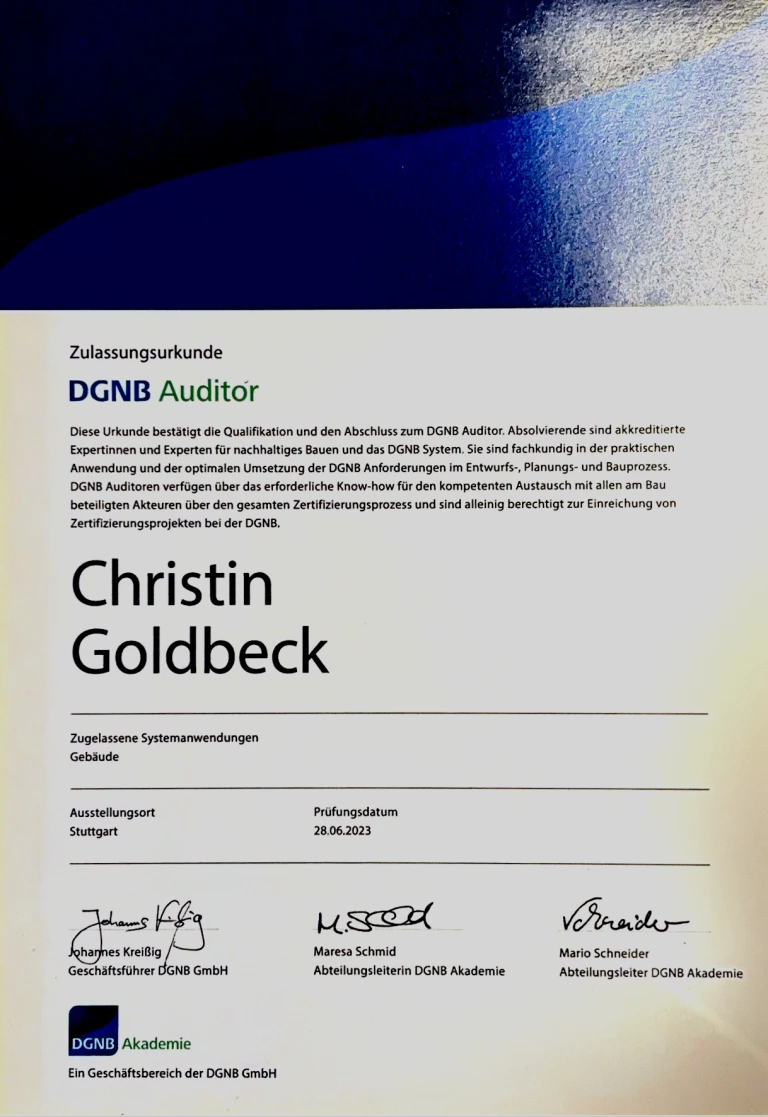 Zulassungsurkunde
DGNB Auditor
Diese Urkunde bestätigt die Qualifikation und den Abschluss zum DGNB Auditor. Absolvierende sind akkreditierte
Expertinnen und Experten für nachhaltiges Bauen und das DGNB System. Sie sind fachkundig in der praktischen
Anwendung und der optimalen Umsetzung der DGNB Anforderungen im Entwurfs-, Planungs- und Bauprozess.
DGNB Auditoren verfügen über das erforderliche Know-how für den kompetenten Austausch mit allen am Bau
beteiligten Akteuren über den gesamten Zertifizierungsprozess und sind alleinig berechtigt zur Einreichung von
Zertifizierungsprojekten bei der DGNB.
Christin
Goldbeck
Zugelassene Systemanwendungen
Gebäude
Ausstellungsort
Stuttgart
Prüfungsdatum
28.06.2023
Johannes Kreißig
Geschäftsführer DGNB GmbH
Maresa Schmid
Abteilungsleiterin DGNB Akademie
Mario Schneider
Abteilungsleiter DGNB Akademie
DGNB Akademie
Ein Geschäftsbereich der DGNB GmbH